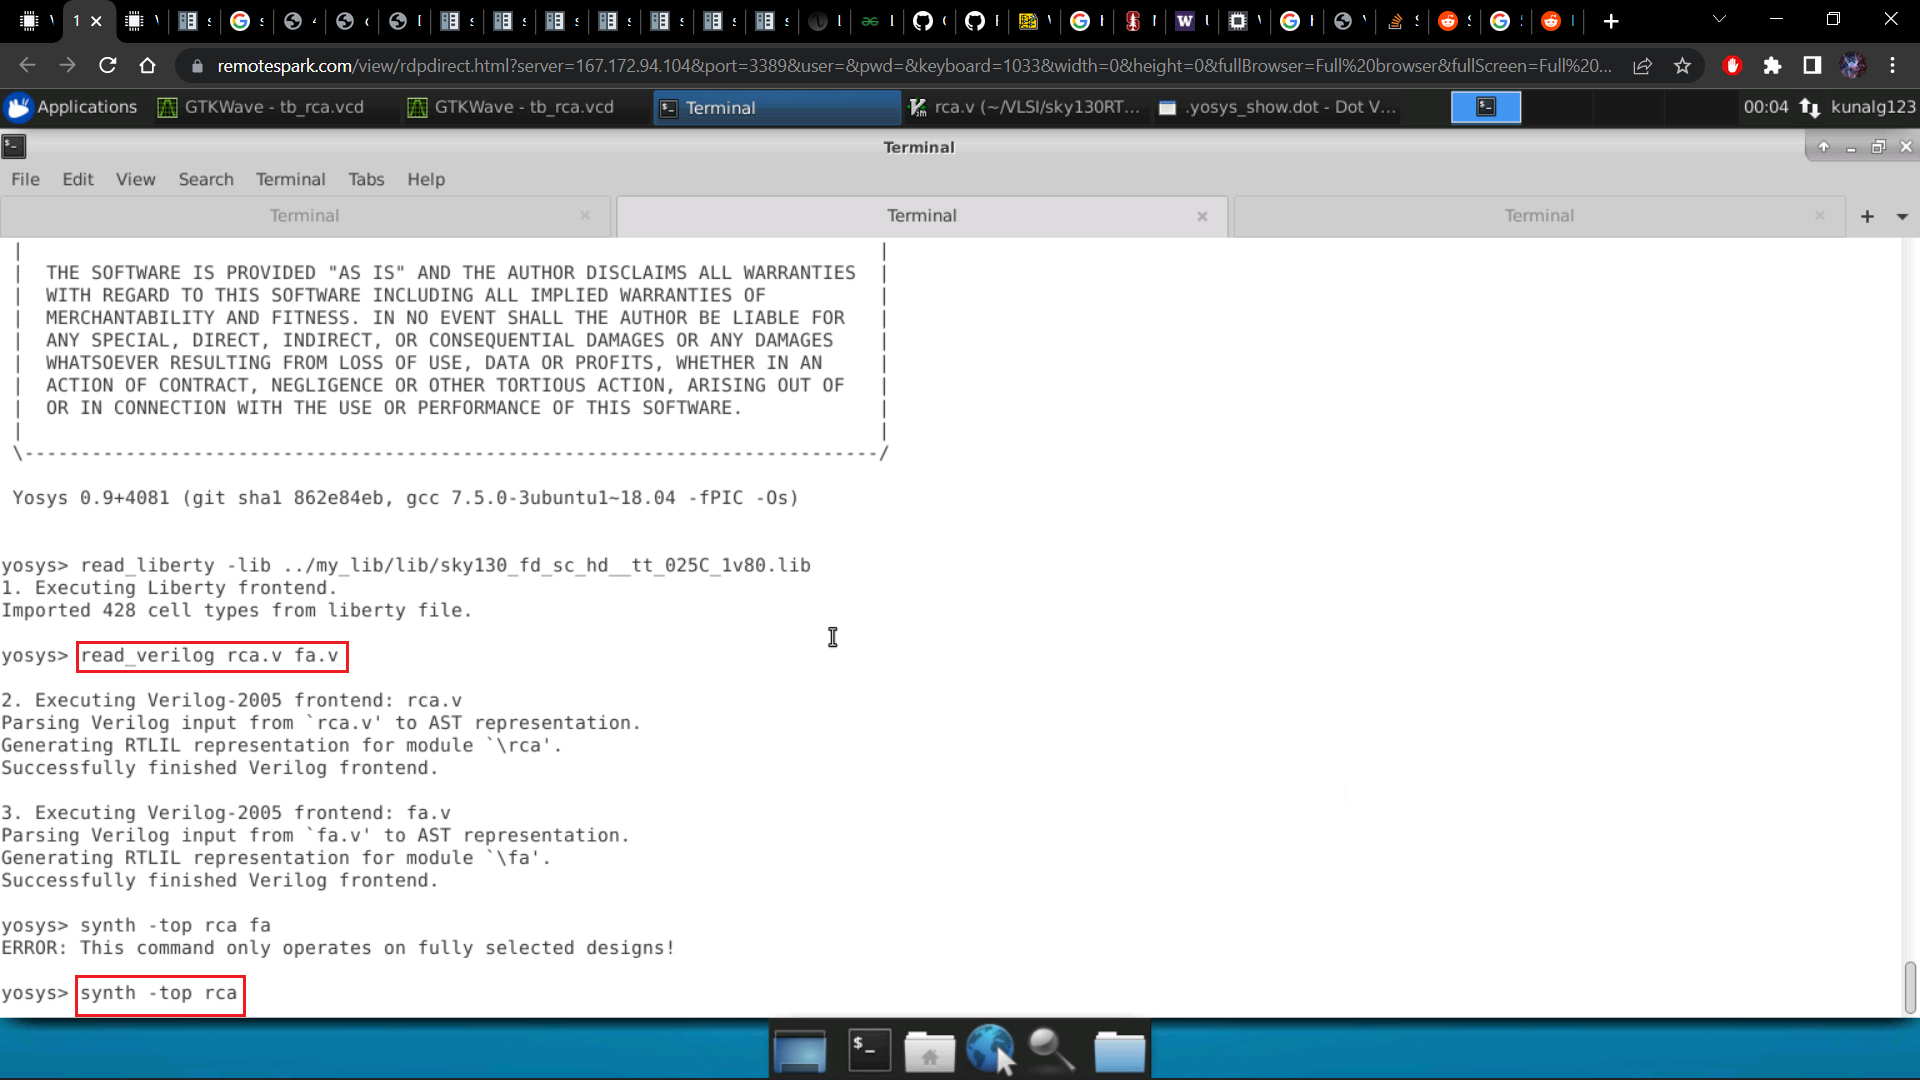 remotespark.com/view/rdpdirect.html?server=167.172.94.104&port=3389&user=&pwd=&keyboard=1033&width=0&height=0&fullBrowser=Full%20browser&fullScreen=Full%20...
Applications GTKWave - tb_rca.vcd GTKWave - tb_rca.vcd Terminal rca.v (~/VLSI/sky130RT... .yosys_show.dot - Dot V... 00:04 kunalg123
Terminal
File Edit View Search Terminal Tabs Help
Terminal Terminal Terminal
| |
| THE SOFTWARE IS PROVIDED "AS IS" AND THE AUTHOR DISCLAIMS ALL WARRANTIES |
| WITH REGARD TO THIS SOFTWARE INCLUDING ALL IMPLIED WARRANTIES OF |
| MERCHANTABILITY AND FITNESS. IN NO EVENT SHALL THE AUTHOR BE LIABLE FOR |
| ANY SPECIAL, DIRECT, INDIRECT, OR CONSEQUENTIAL DAMAGES OR ANY DAMAGES |
| WHATSOEVER RESULTING FROM LOSS OF USE, DATA OR PROFITS, WHETHER IN AN |
| ACTION OF CONTRACT, NEGLIGENCE OR OTHER TORTIOUS ACTION, ARISING OUT OF |
| OR IN CONNECTION WITH THE USE OR PERFORMANCE OF THIS SOFTWARE. |
| |
\----------------------------------------------------------------------------/
Yosys 0.9+4081 (git sha1 862e84eb, gcc 7.5.0-3ubuntu1~18.04 -fPIC -Os)
yosys> read_liberty -lib ../my_lib/lib/sky130_fd_sc_hd__tt_025C_1v80.lib
1. Executing Liberty frontend.
Imported 428 cell types from liberty file.
yosys> read_verilog rca.v fa.v
2. Executing Verilog-2005 frontend: rca.v
Parsing Verilog input from `rca.v' to AST representation.
Generating RTLIL representation for module `\rca'.
Successfully finished Verilog frontend.
3. Executing Verilog-2005 frontend: fa.v
Parsing Verilog input from `fa.v' to AST representation.
Generating RTLIL representation for module `\fa'.
Successfully finished Verilog frontend.
yosys> synth -top rca fa
ERROR: This command only operates on fully selected designs!
yosys> synth -top rca